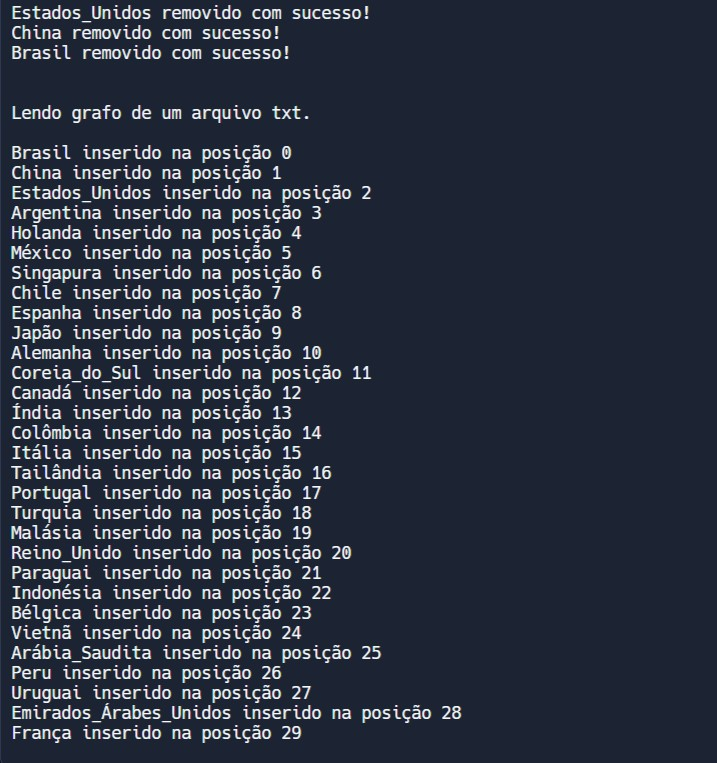 Estados_Unidos removido com sucesso!
China removido com sucesso!
Brasil removido com sucesso!
Lendo grafo de um arquivo txt.
Brasil inserido na posição 0
China inserido na posição 1
Estados_Unidos inserido na posição 2
Argentina inserido na posição 3
Holanda inserido na posição 4
México inserido na posição 5
Singapura inserido na posição 6
Chile inserido na posição 7
Espanha inserido na posição 8
Japão inserido na posição 9
Alemanha inserido na posição 10
Coreia_do_Sul inserido na posição 11
Canadá inserido na posição 12
Índia inserido na posição 13
Colômbia inserido na posição 14
Itália inserido na posição 15
Tailândia inserido na posição 16
Portugal inserido na posição 17
Turquia inserido na posição 18
Malásia inserido na posição 19
Reino_Unido inserido na posição 20
Paraguai inserido na posição 21
Indonésia inserido na posição 22
Bélgica inserido na posição 23
Vietnã inserido na posição 24
Arábia_Saudita inserido na posição 25
Peru inserido na posição 26
Uruguai inserido na posição 27
Emirados_Árabes_Unidos inserido na posição 28
França inserido na posição 29